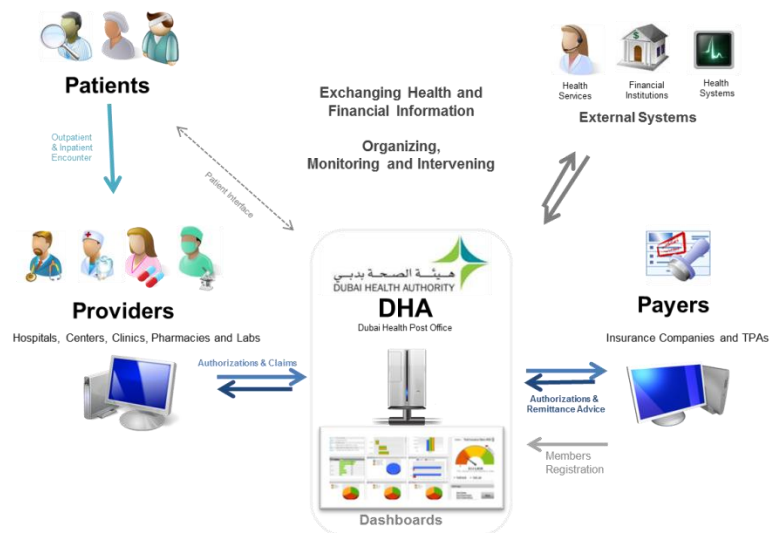 Patients
Outpatient
& Inpatient
Encounter
Patient Interface
Exchanging Health and
Financial Information
Organizing,
Monitoring and Intervening
Health
Services
Financial
Institutions
Health
Systems
External Systems
Providers
Hospitals, Centers, Clinics, Pharmacies and Labs
Authorizations & Claims
هيئة الصحة بدبي
DUBAI HEALTH AUTHORITY
DHA
Dubai Health Post Office
Dashboards
Payers
Insurance Companies and TPAs
Authorizations &
Remittance Advice
Members
Registration